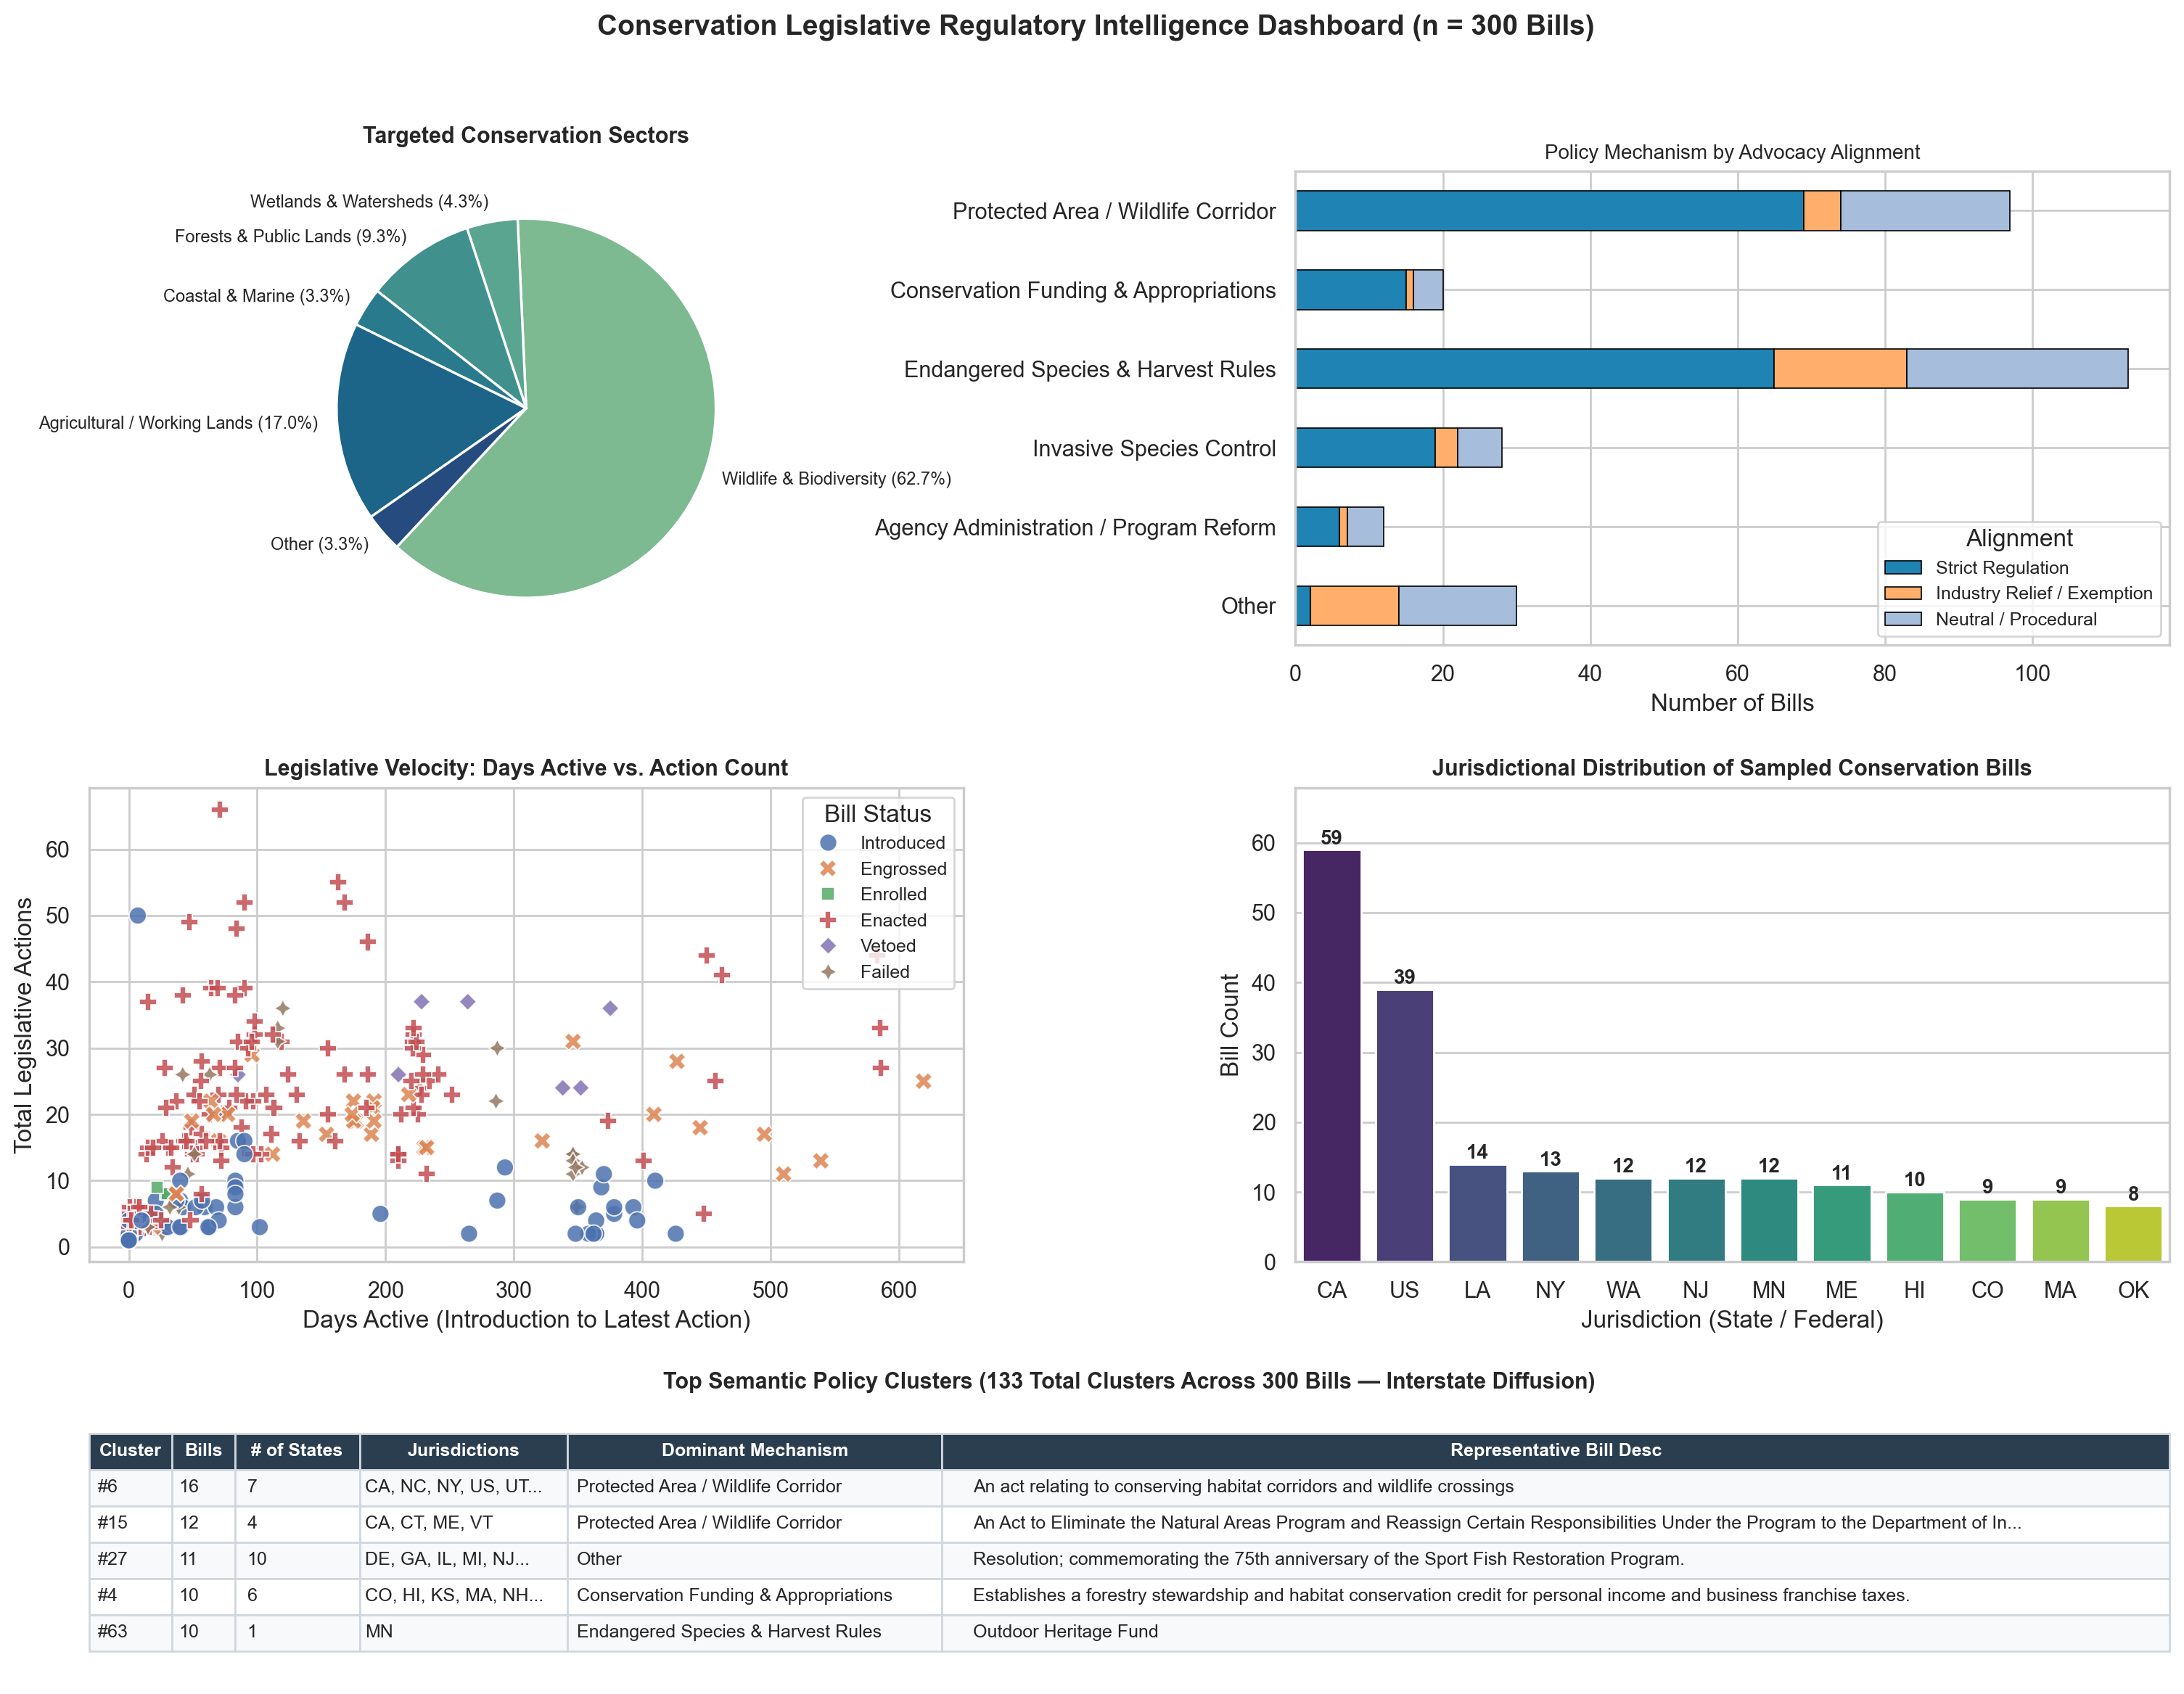 Conservation Legislative Regulatory Intelligence Dashboard (n = 300 Bills)
Targeted Conservation Sectors
Wetlands & Watersheds (4.3%)
Forests & Public Lands (9.3%)
Coastal & Marine (3.3%)
Agricultural / Working Lands (17.0%)
Wildlife & Biodiversity (62.7%)
Other (3.3%)
Policy Mechanism by Advocacy Alignment
Protected Area / Wildlife Corridor
Conservation Funding & Appropriations
Endangered Species & Harvest Rules
Invasive Species Control
Agency Administration / Program Reform
Other
Alignment
Strict Regulation
Industry Relief / Exemption
Neutral / Procedural
0 20 40 60 80 100
Number of Bills
Legislative Velocity: Days Active vs. Action Count
Total Legislative Actions
60
50
40
30
20
10
0
Bill Status
Introduced
Engrossed
Enrolled
Enacted
Vetoed
Failed
0 100 200 300 400 500 600
Days Active (Introduction to Latest Action)
Jurisdictional Distribution of Sampled Conservation Bills
Bill Count
60
50
40
30
20
10
0
59 39 14 13 12 12 12 11 10 9 9 8
CA US LA NY WA NJ MN ME HI CO MA OK
Jurisdiction (State / Federal)
Top Semantic Policy Clusters (133 Total Clusters Across 300 Bills — Interstate Diffusion)
Cluster Bills # of States Jurisdictions Dominant Mechanism Representative Bill Desc
#6 16 7 CA, NC, NY, US, UT... Protected Area / Wildlife Corridor An act relating to conserving habitat corridors and wildlife crossings
#15 12 4 CA, CT, ME, VT Protected Area / Wildlife Corridor An Act to Eliminate the Natural Areas Program and Reassign Certain Responsibilities Under the Program to the Department of In...
#27 11 10 DE, GA, IL, MI, NJ... Other Resolution; commemorating the 75th anniversary of the Sport Fish Restoration Program.
#4 10 6 CO, HI, KS, MA, NH... Conservation Funding & Appropriations Establishes a forestry stewardship and habitat conservation credit for personal income and business franchise taxes.
#63 10 1 MN Endangered Species & Harvest Rules Outdoor Heritage Fund